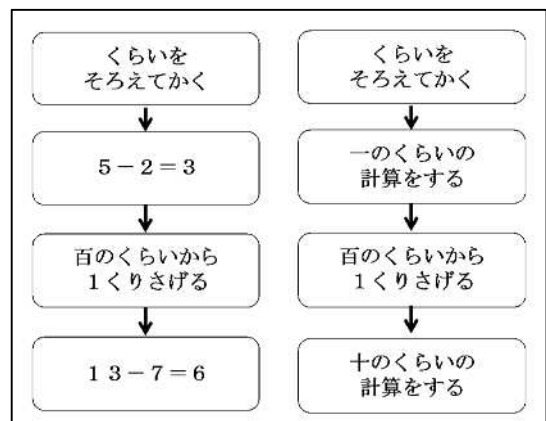 くらいを
そろえてかく
5－2＝3
百のくらいから
1くりさげる
13－7＝6
くらいを
そろえてかく
一のくらいの
計算をする
百のくらいから
1くりさげる
十のくらいの
計算をする